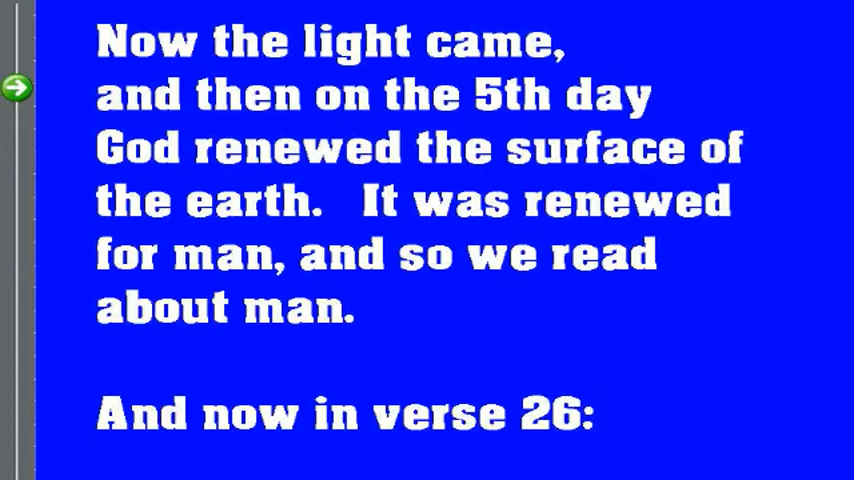 Now the light came,
and then on the 5th day
God renewed the surface of
the earth.   It was renewed
for man, and so we read
about man.
And now in verse 26: